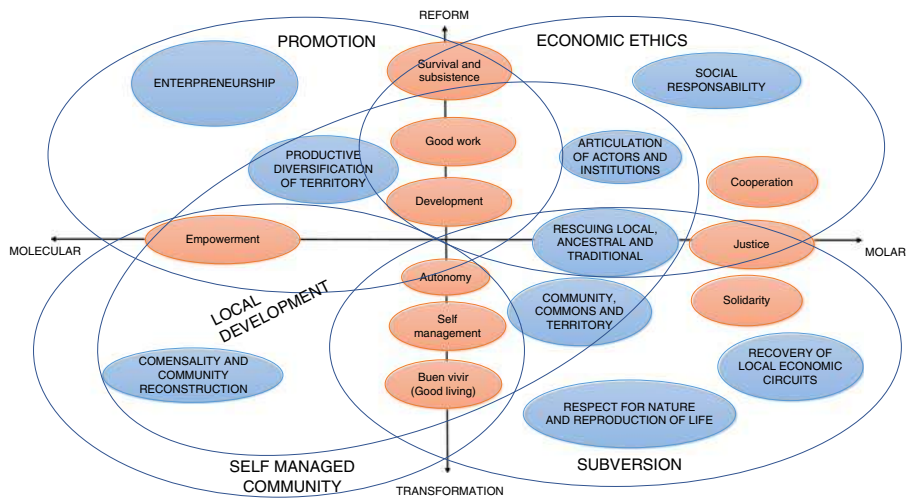 REFORM
PROMOTION
ECONOMIC ETHICS
Survival and
subsistence
ENTERPRENEURSHIP
SOCIAL
RESPONSABILITY
Good work
PRODUCTIVE
DIVERSIFICATION
OF TERRITORY
ARTICULATION
OF ACTORS AND
INSTITUTIONS
Cooperation
Development
Empowerment
RESCUING LOCAL,
ANCESTRAL AND
TRADITIONAL
Justice
MOLECULAR
MOLAR
Autonomy
LOCAL
DEVELOPMENT
COMMUNITY,
COMMONS AND
TERRITORY
Solidarity
Self
management
COMENSALITY AND
COMMUNITY
RECONSTRUCTION
Buen vivir
(Good living)
RECOVERY OF
LOCAL ECONOMIC
CIRCUITS
RESPECT FOR NATURE
AND REPRODUCTION OF LIFE
SELF MANAGED
COMMUNITY
SUBVERSION
TRANSFORMATION